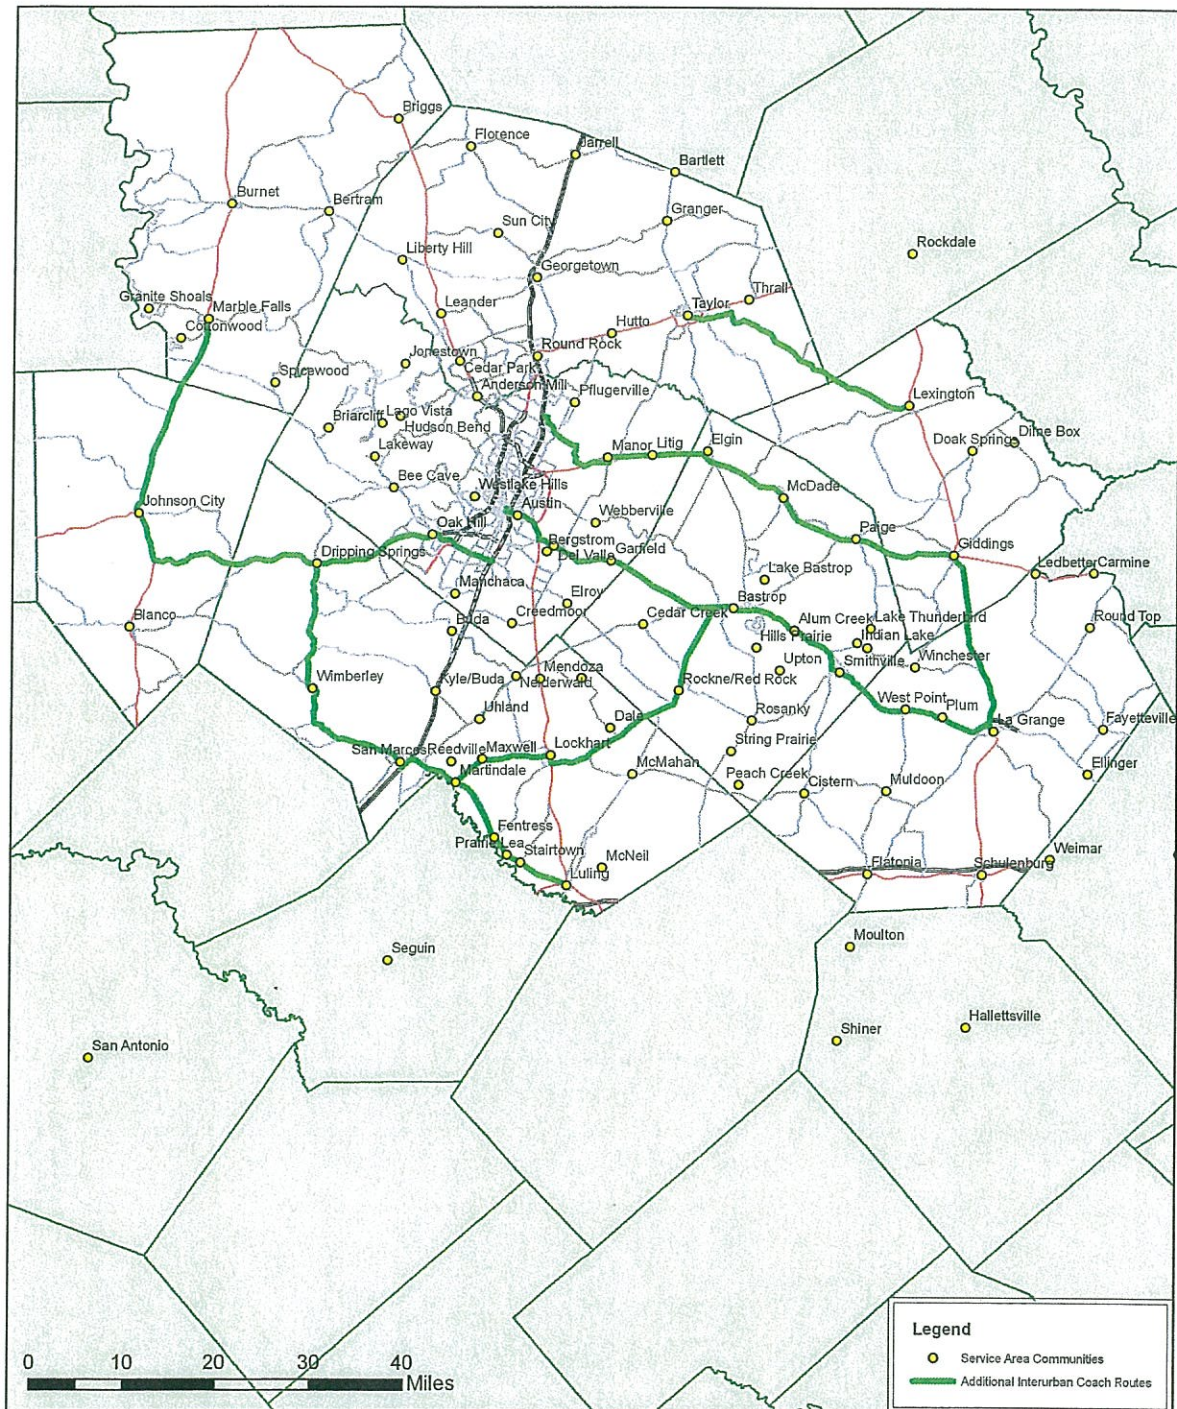 Briggs
Florence
Jarrell
Bartlett
Burnet
Bertram
Granger
Sun City
Liberty Hill
Georgetown
Rockdale
Granite Shoals
Marble Falls
Cottonwood
Leander
Taylor
Thrall
Hutto
Round Rock
Jonestown
Cedar Park
Spicewood
Anderson Mill
Pflugerville
Lexington
Briarcliff
Lago Vista
Hudson Bend
Lakeway
Manor
Litig
Elgin
Doak Springs
Dime Box
Bee Cave
Westlake Hills
McDade
Johnson City
Austin
Webberville
Oak Hill
Paige
Giddings
Dripping Springs
Bergstrom
Del Valle
Garfield
Manchaca
Lake Bastrop
Ledbetter
Carmine
Elroy
Bastrop
Blanco
Creedmoor
Cedar Creek
Alum Creek
Lake Thunderbird
Round Top
Buda
Hills Prairie
Indian Lake
Upton
Smithville
Winchester
Wimberley
Kyle/Buda
Mendoza
Neiderwald
Rockne/Red Rock
Uhland
Dale
Rosanky
West Point
Plum
La Grange
Fayetteville
San Marcos
Reedville
Maxwell
Lockhart
String Prairie
Ellinger
Martindale
McMahan
Peach Creek
Cistern
Muldoon
Fentress
Prairie Lea
Stairtown
McNeil
Luling
Flatonia
Schulenburg
Weimar
Seguin
Moulton
Hallettsville
Shiner
San Antonio
Legend
Service Area Communities
Additional Interurban Coach Routes
0 10 20 30 40
Miles